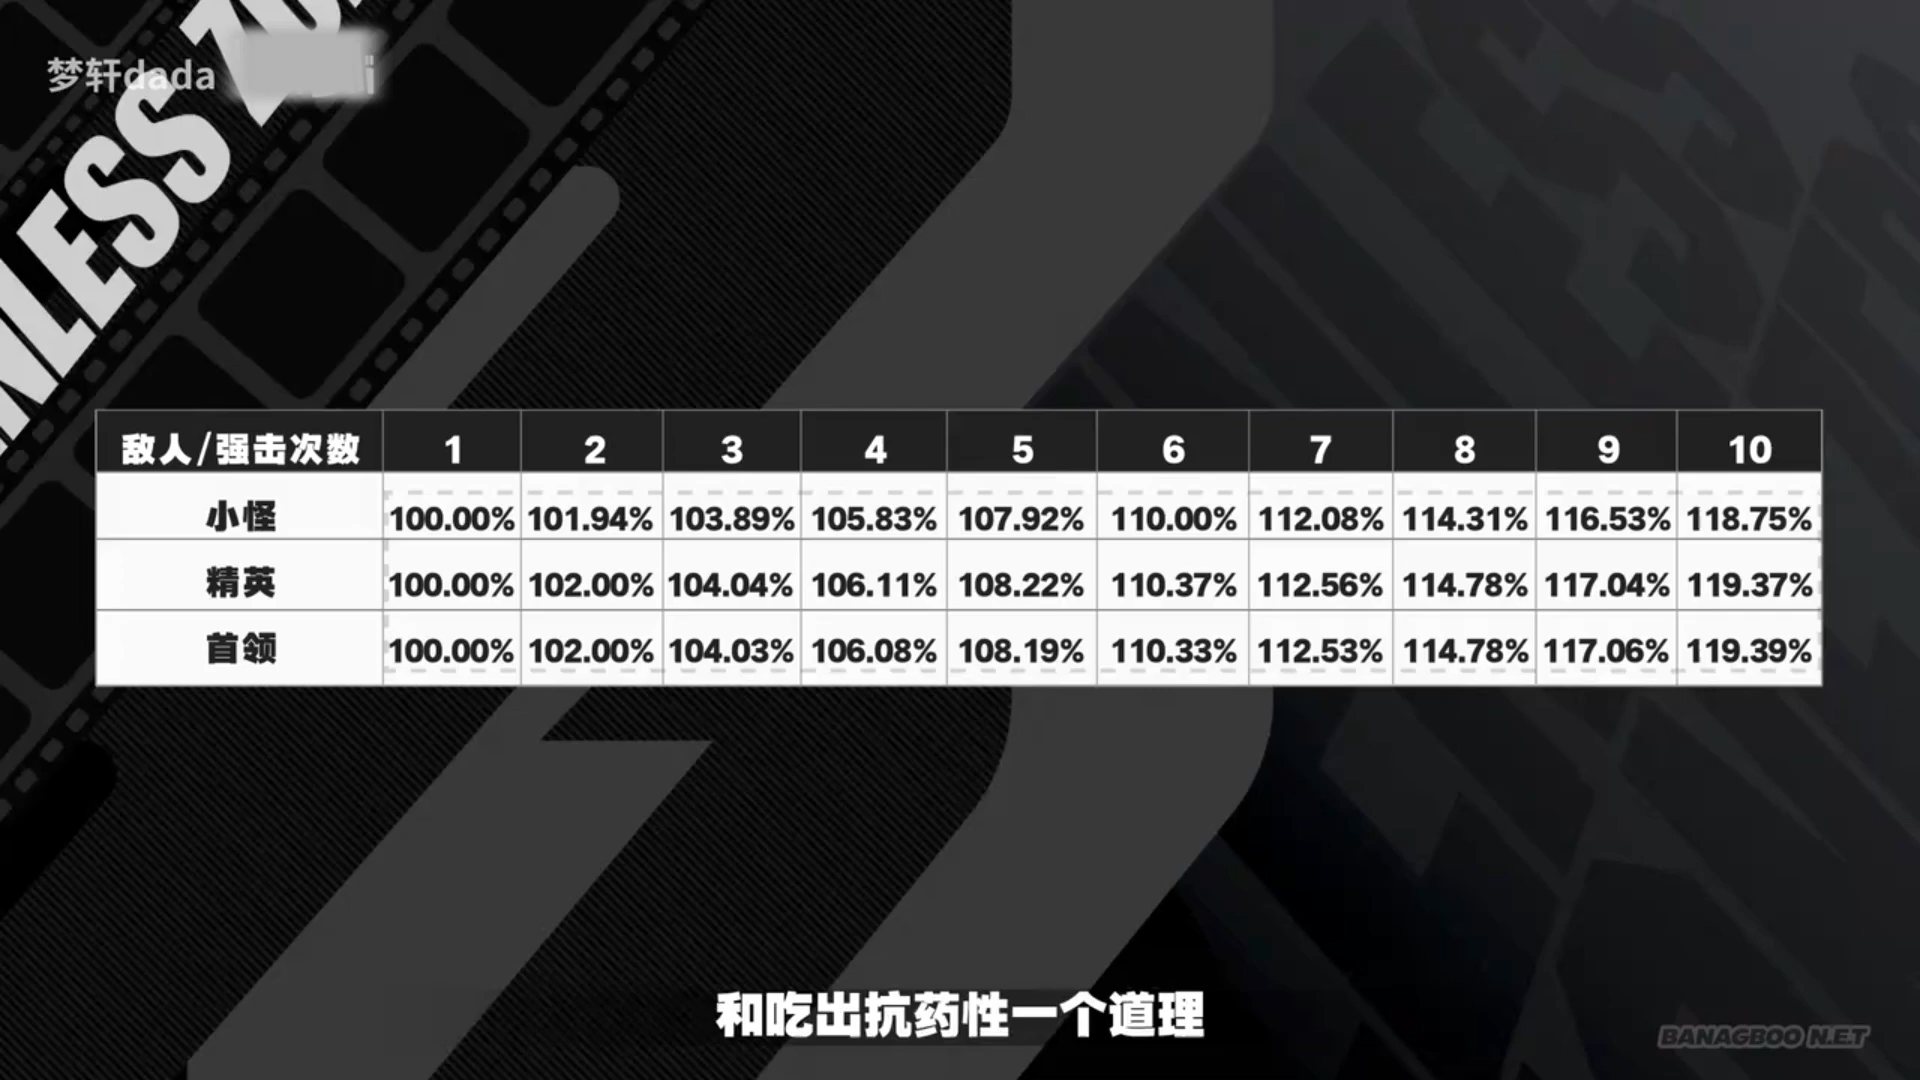 NLESS Z
梦轩dada
敌人/强击次数 1 2 3 4 5 6 7 8 9 10
小怪 100.00% 101.94% 103.89% 105.83% 107.92% 110.00% 112.08% 114.31% 116.53% 118.75%
精英 100.00% 102.00% 104.04% 106.11% 108.22% 110.37% 112.56% 114.78% 117.04% 119.37%
首领 100.00% 102.00% 104.03% 106.08% 108.19% 110.33% 112.53% 114.78% 117.06% 119.39%
和吃出抗药性一个道理
BANAGBOO N.ET